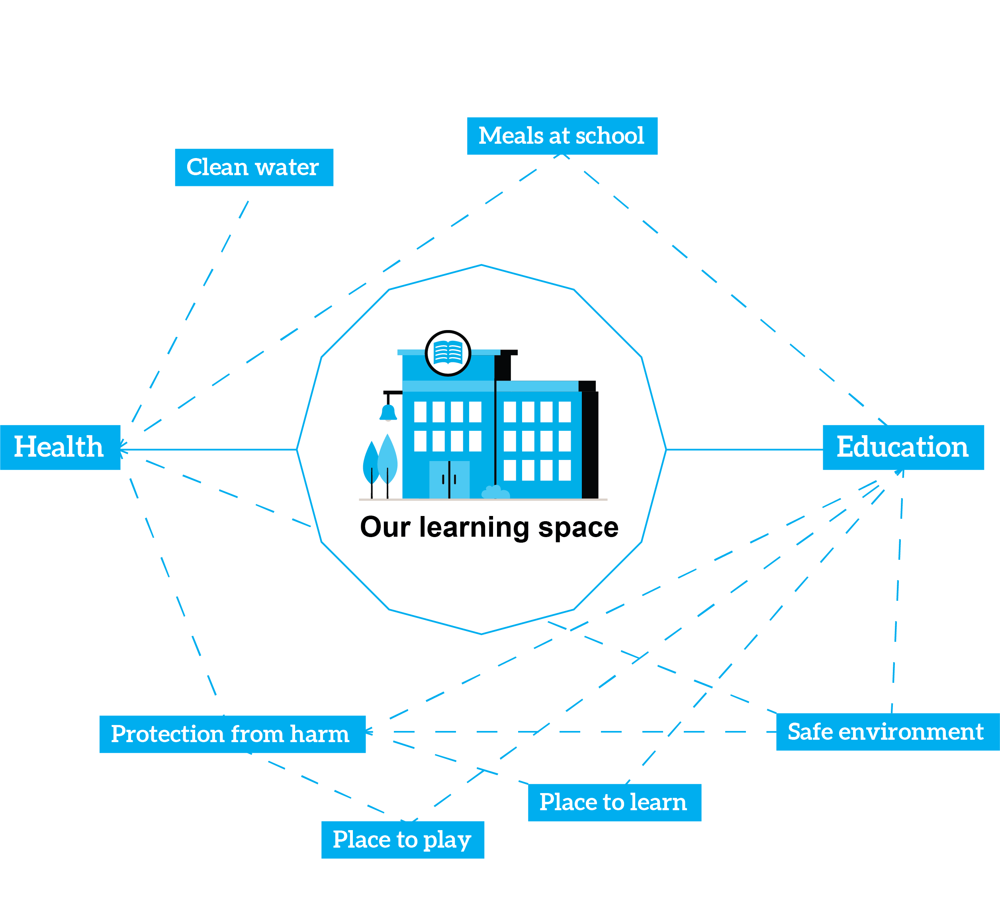 Meals at school
Clean water
Health
Education
Our learning space
Protection from harm
Safe environment
Place to learn
Place to play